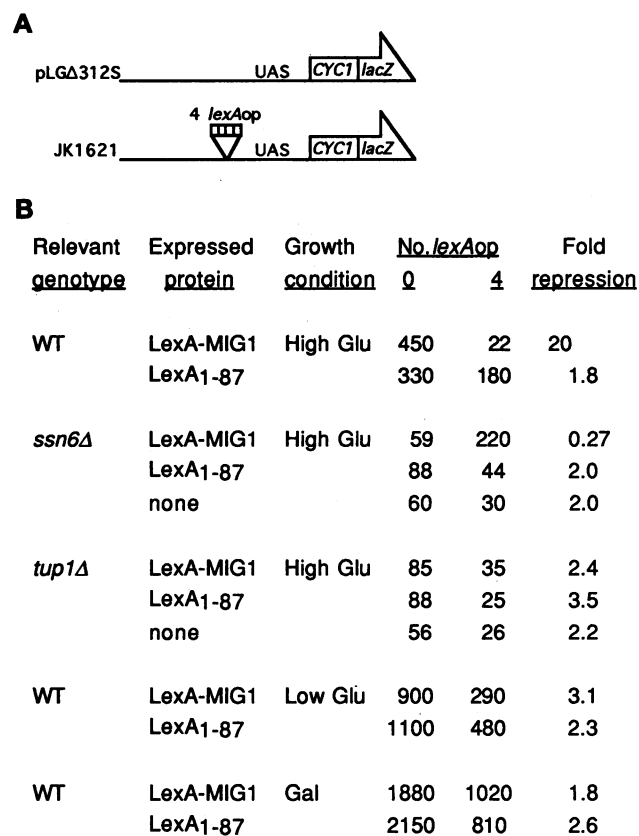 A
pLGΔ312S UAS CYC1 lacZ
4 lexAop
JK1621 UAS CYC1 lacZ
B
Relevant Expressed Growth No. lexAop Fold
genotype protein condition 0 4 repression
WT LexA-MIG1 High Glu 450 22 20
LexA1-87 330 180 1.8
ssn6Δ LexA-MIG1 High Glu 59 220 0.27
LexA1-87 88 44 2.0
none 60 30 2.0
tup1Δ LexA-MIG1 High Glu 85 35 2.4
LexA1-87 88 25 3.5
none 56 26 2.2
WT LexA-MIG1 Low Glu 900 290 3.1
LexA1-87 1100 480 2.3
WT LexA-MIG1 Gal 1880 1020 1.8
LexA1-87 2150 810 2.6